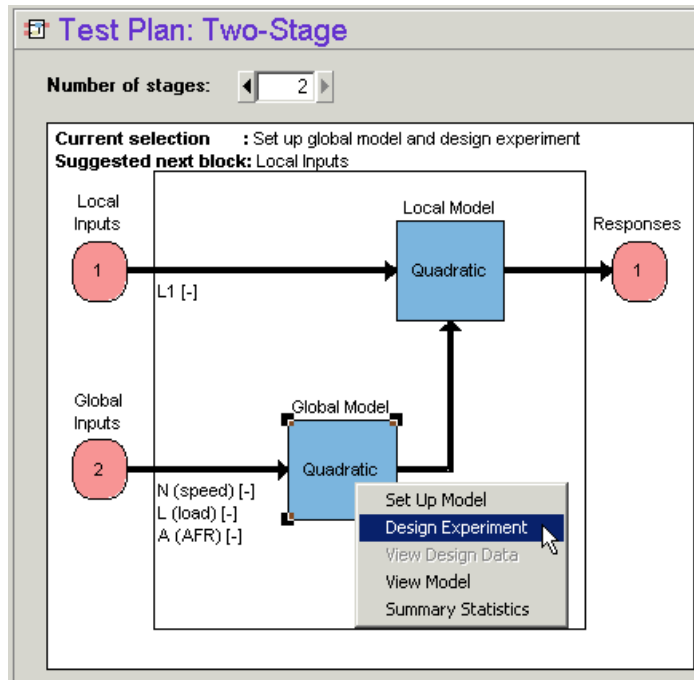 Test Plan: Two-Stage
Number of stages: 2
Current selection : Set up global model and design experiment
Suggested next block: Local Inputs
Local
Inputs
1
L1 [-]
Local Model
Quadratic
Responses
1
Global
Inputs
2
N (speed) [-]
L (load) [-]
A (AFR) [-]
Global Model
Quadratic
Set Up Model
Design Experiment
View Design Data
View Model
Summary Statistics